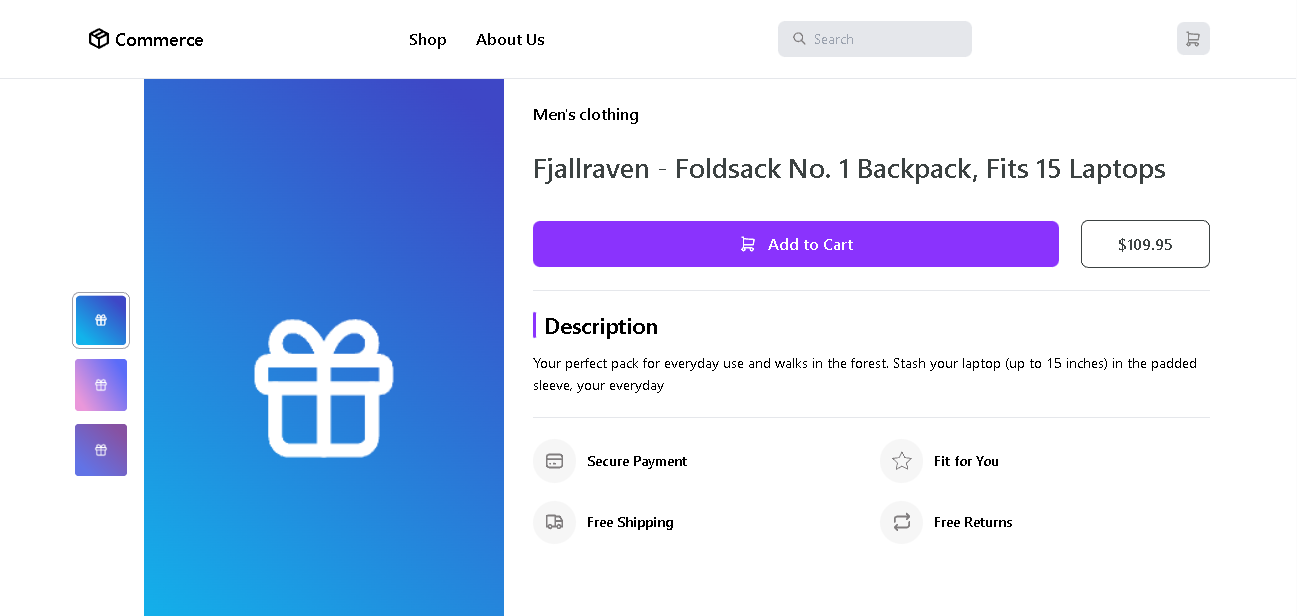 Commerce
Shop
About Us
Search
Men's clothing
Fjallraven - Foldsack No. 1 Backpack, Fits 15 Laptops
Add to Cart
$109.95
Description
Your perfect pack for everyday use and walks in the forest. Stash your laptop (up to 15 inches) in the padded
sleeve, your everyday
Secure Payment
Fit for You
Free Shipping
Free Returns